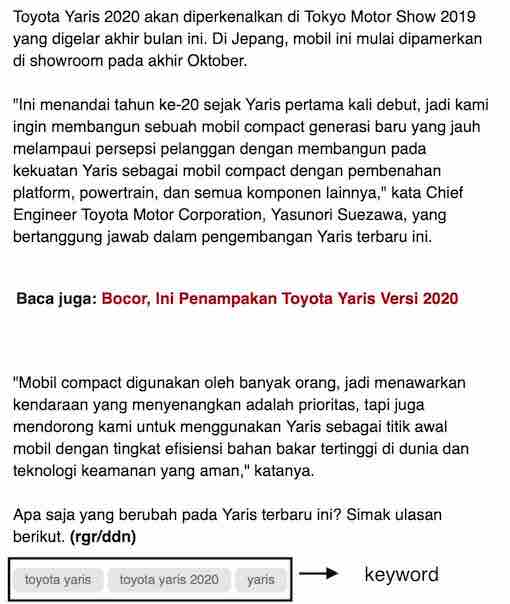 Toyota Yaris 2020 akan diperkenalkan di Tokyo Motor Show 2019
yang digelar akhir bulan ini. Di Jepang, mobil ini mulai dipamerkan
di showroom pada akhir Oktober.
"Ini menandai tahun ke-20 sejak Yaris pertama kali debut, jadi kami
ingin membangun sebuah mobil compact generasi baru yang jauh
melampaui persepsi pelanggan dengan membangun pada
kekuatan Yaris sebagai mobil compact dengan pembenahan
platform, powertrain, dan semua komponen lainnya," kata Chief
Engineer Toyota Motor Corporation, Yasunori Suezawa, yang
bertanggung jawab dalam pengembangan Yaris terbaru ini.
Baca juga: Bocor, Ini Penampakan Toyota Yaris Versi 2020
"Mobil compact digunakan oleh banyak orang, jadi menawarkan
kendaraan yang menyenangkan adalah prioritas, tapi juga
mendorong kami untuk menggunakan Yaris sebagai titik awal
mobil dengan tingkat efisiensi bahan bakar tertinggi di dunia dan
teknologi keamanan yang aman," katanya.
Apa saja yang berubah pada Yaris terbaru ini? Simak ulasan
berikut. (rgr/ddn)
toyota yaris toyota yaris 2020 yaris keyword